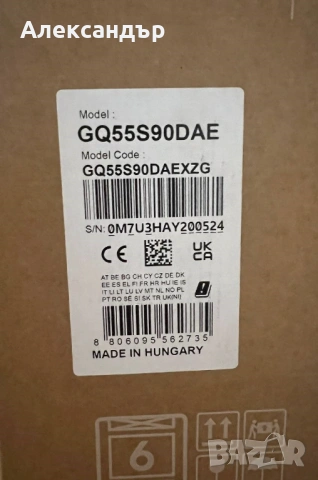 Александър
Model :
GQ55S90DAE
Model Code :
GQ55S90DAEXZG
S/N: 0M7U3HAY200524
CE UK CA
AT BE BG CH CY CZ DE DK
EE ES EL FI FR HR HU IE IS
IT LI LT LU LV MT NL NO PL
PT RO SE SI SK TR UK(NI)
8 806095 562735
MADE IN HUNGARY
6
BAZAR